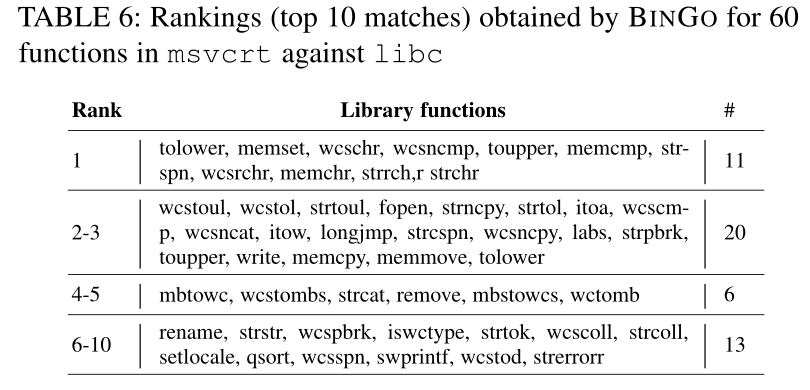 TABLE 6: Rankings (top 10 matches) obtained by BINGO for 60
functions in msvcrt against libc
Rank Library functions #
1 tolower, memset, wcschr, wcsncmp, toupper, memcmp, str-
spn, wcsrchr, memchr, strrch,r strchr 11
2-3 wcstoul, wcstol, strtoul, fopen, strncpy, strtol, itoa, wcscm-
p, wcsncat, itow, longjmp, strcspn, wcsncpy, labs, strpbrk, 20
toupper, write, memcpy, memmove, tolower
4-5 mbtowc, wcstombs, strcat, remove, mbstowcs, wctomb 6
6-10 rename, strstr, wcspbrk, iswctype, strtok, wcscoll, strcoll,
setlocale, qsort, wcsspn, swprintf, wcstod, strerrorr 13